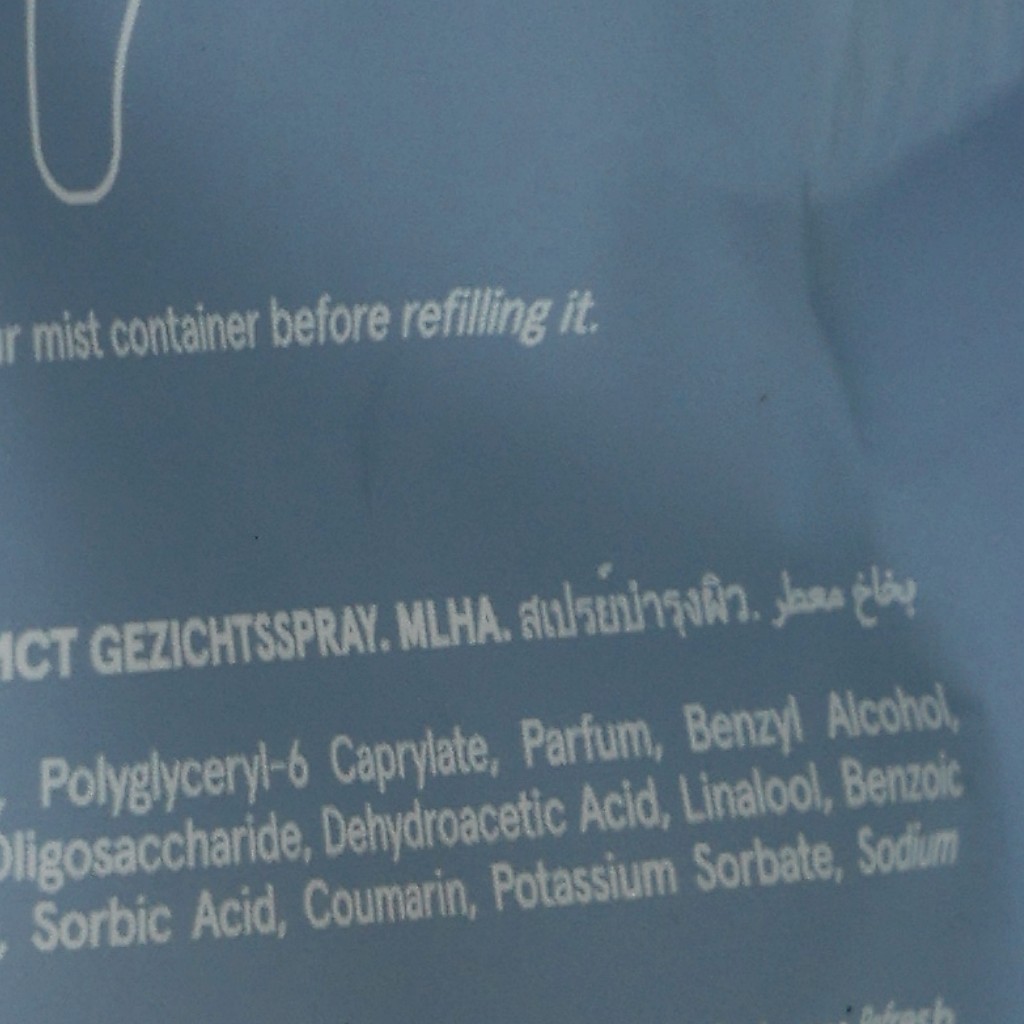 mist container before refilling it.
GEZICHTSSPRAY. MLHA. สเปรย์บำรุงผิว. بخاخ معطر
Polyglyceryl-6 Caprylate, Parfum, Benzyl Alcohol,
Oligosaccharide, Dehydroacetic Acid, Linalool, Benzoic
Sorbic Acid, Coumarin, Potassium Sorbate, Sodium
Refresh